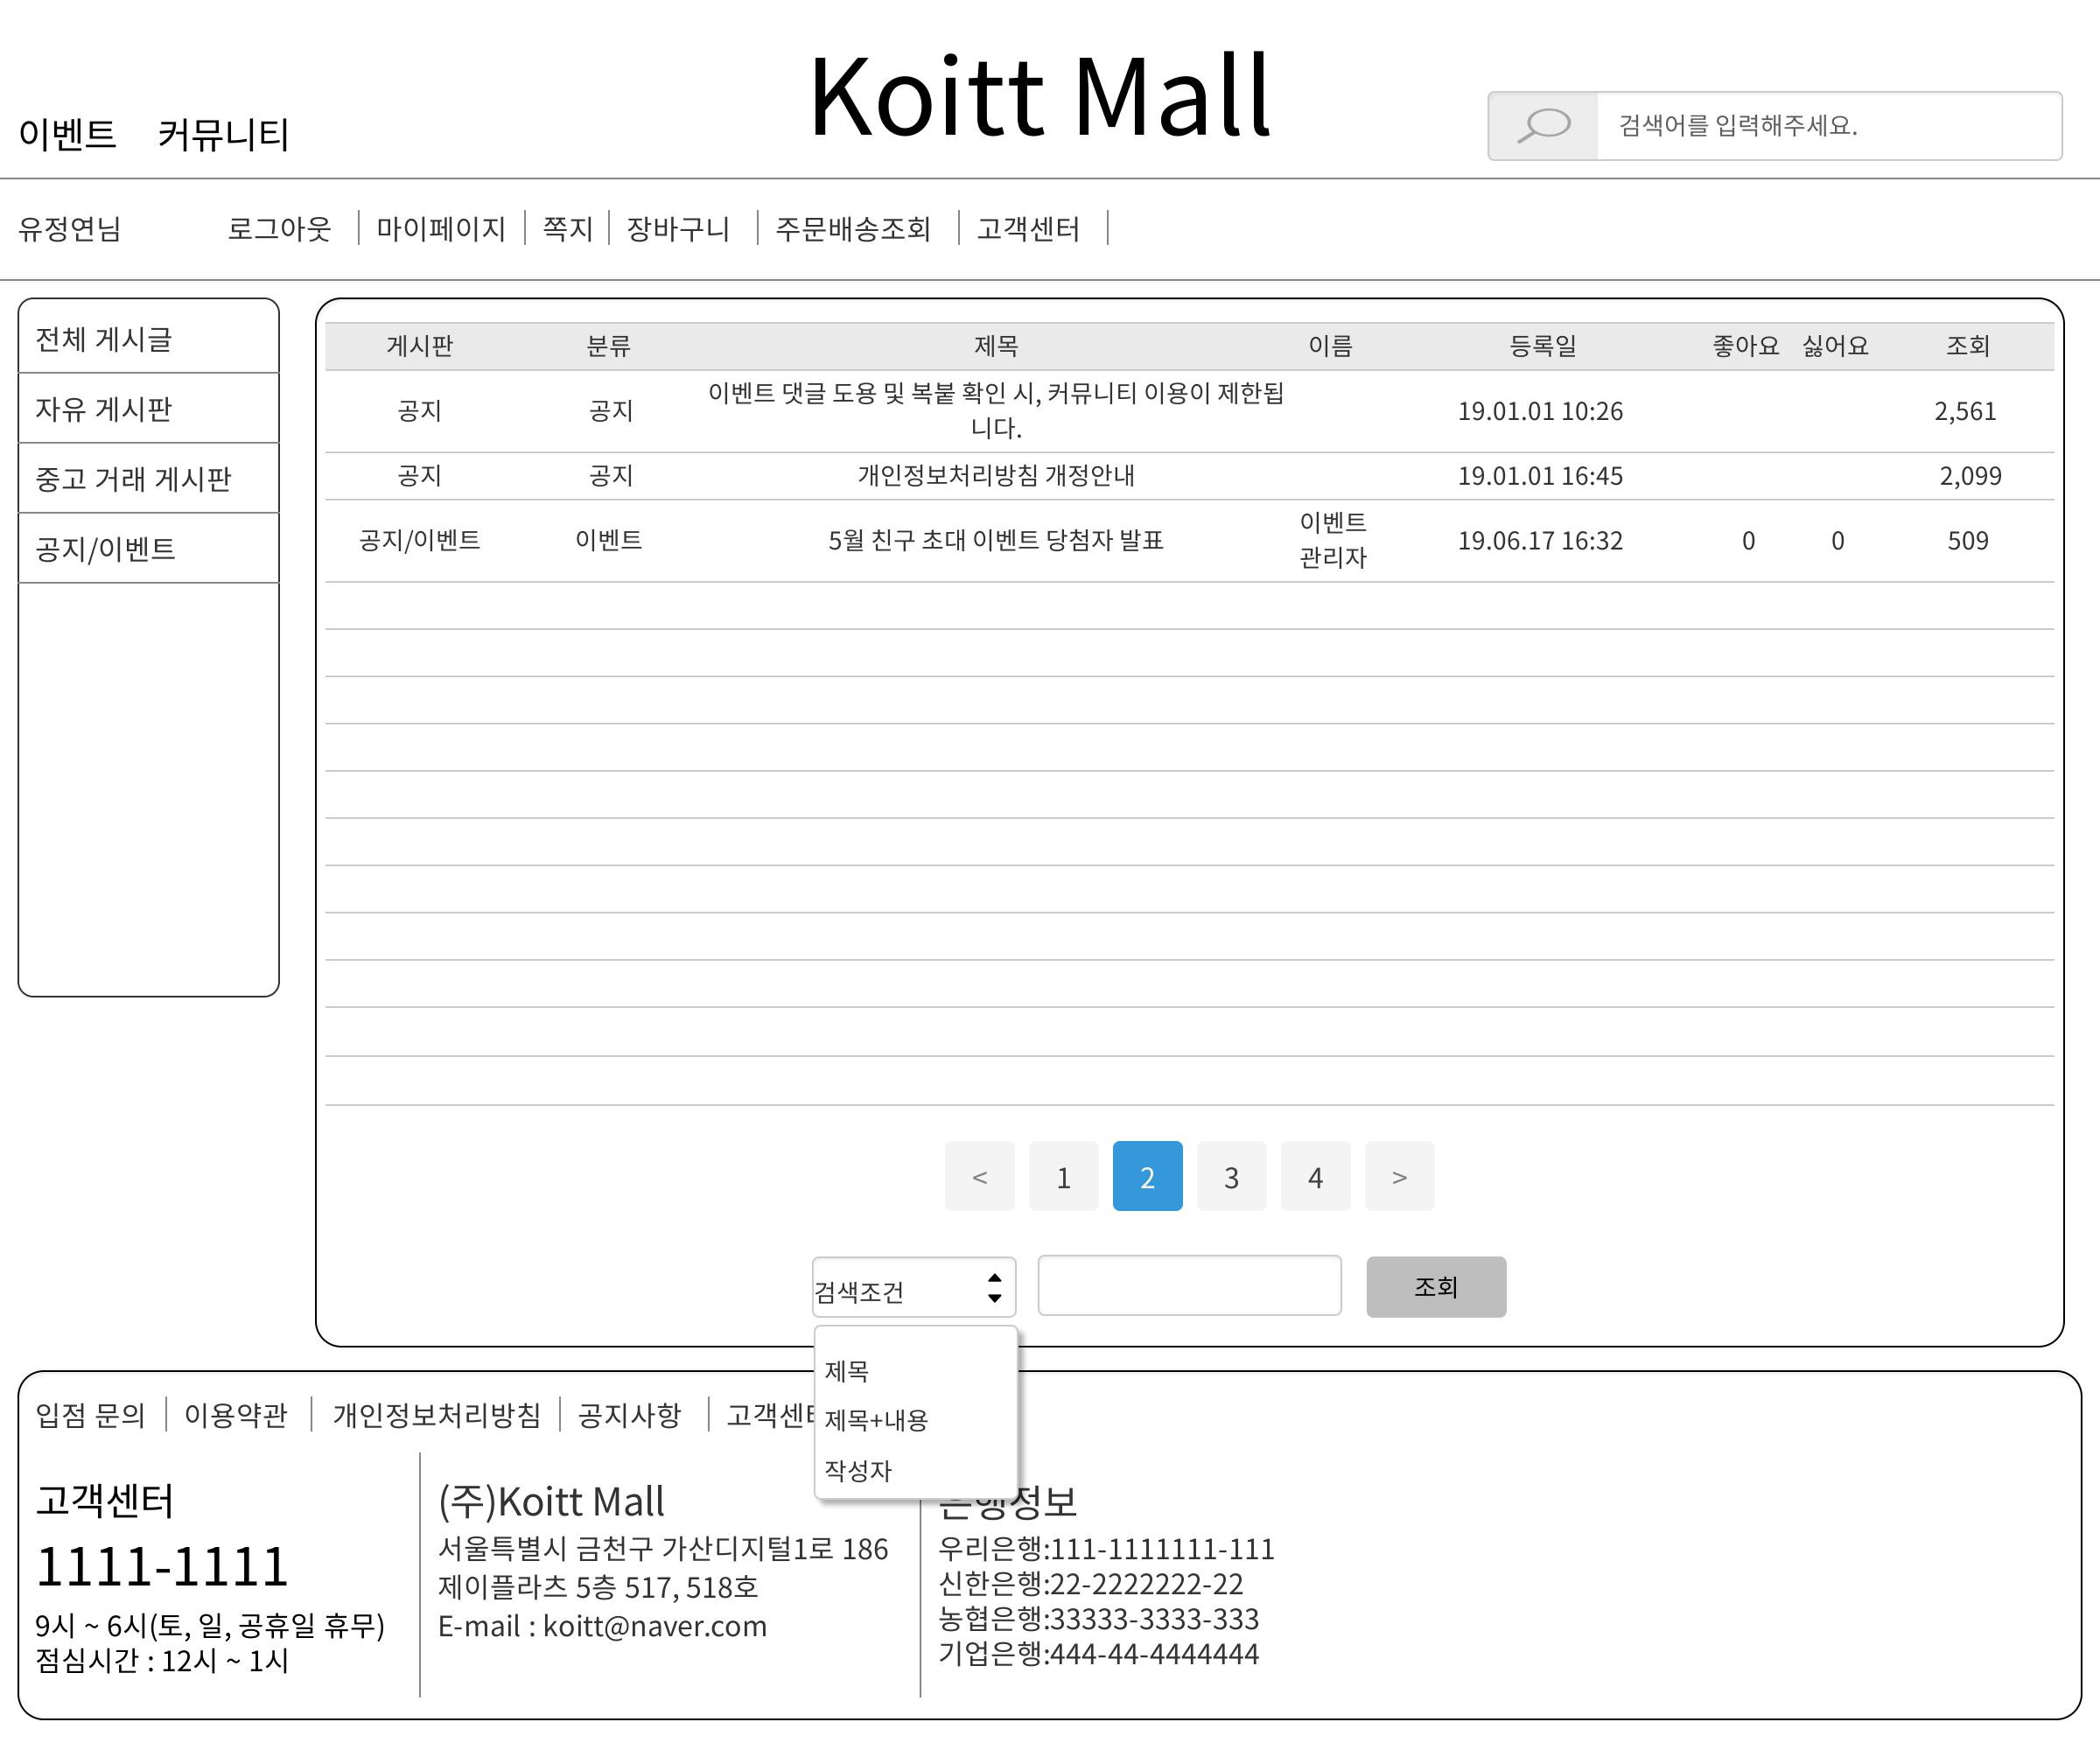 Koitt Mall
이벤트 커뮤니티
검색어를 입력해주세요.
유정연님 로그아웃 마이페이지 쪽지 장바구니 주문배송조회 고객센터
전체 게시글
자유 게시판
중고 거래 게시판
공지/이벤트
게시판 분류 제목 이름 등록일 좋아요 싫어요 조회
공지 공지 이벤트 댓글 도용 및 복붙 확인 시, 커뮤니티 이용이 제한됩
니다. 19.01.01 10:26 2,561
공지 공지 개인정보처리방침 개정안내 19.01.01 16:45 2,099
공지/이벤트 이벤트 5월 친구 초대 이벤트 당첨자 발표 이벤트
관리자 19.06.17 16:32 0 0 509
< 1 2 3 4 >
검색조건 조회
제목
제목+내용
작성자
입점 문의 이용약관 개인정보처리방침 공지사항 고객센터
고객센터
1111-1111
9시 ~ 6시(토, 일, 공휴일 휴무)
점심시간 : 12시 ~ 1시
(주)Koitt Mall
서울특별시 금천구 가산디지털1로 186
제이플라츠 5층 517, 518호
E-mail : koitt@naver.com
은행정보
우리은행:111-1111111-111
신한은행:22-2222222-22
농협은행:33333-3333-333
기업은행:444-44-4444444